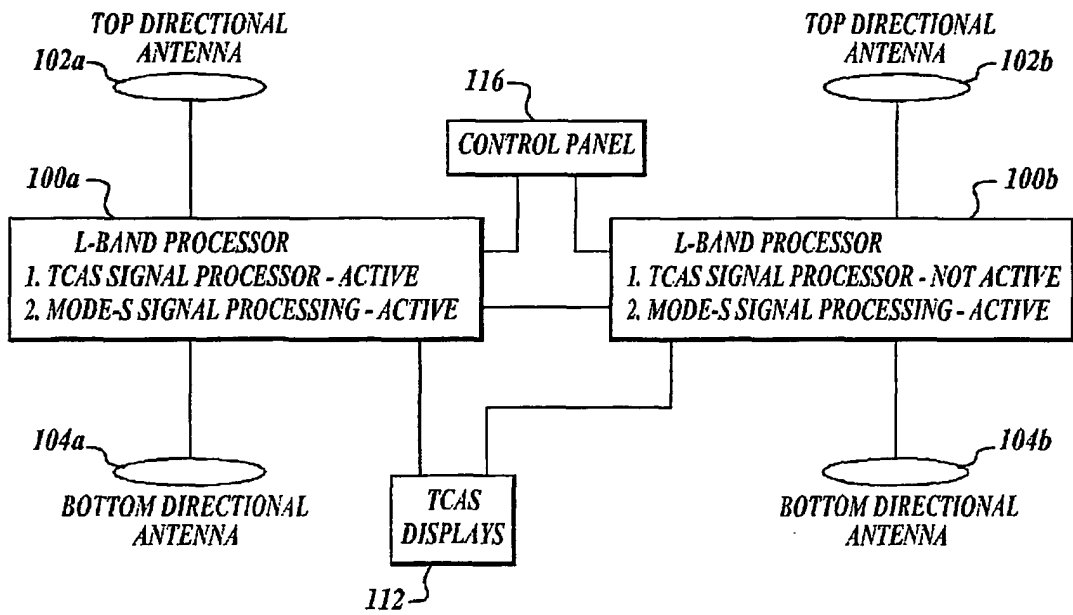 TOP DIRECTIONAL
ANTENNA
102a
TOP DIRECTIONAL
ANTENNA
102b
116
CONTROL PANEL
100a
L-BAND PROCESSOR
1. TCAS SIGNAL PROCESSOR - ACTIVE
2. MODE-S SIGNAL PROCESSING - ACTIVE
100b
L-BAND PROCESSOR
1. TCAS SIGNAL PROCESSOR - NOT ACTIVE
2. MODE-S SIGNAL PROCESSING - ACTIVE
104a
BOTTOM DIRECTIONAL
ANTENNA
TCAS
DISPLAYS
112
104b
BOTTOM DIRECTIONAL
ANTENNA